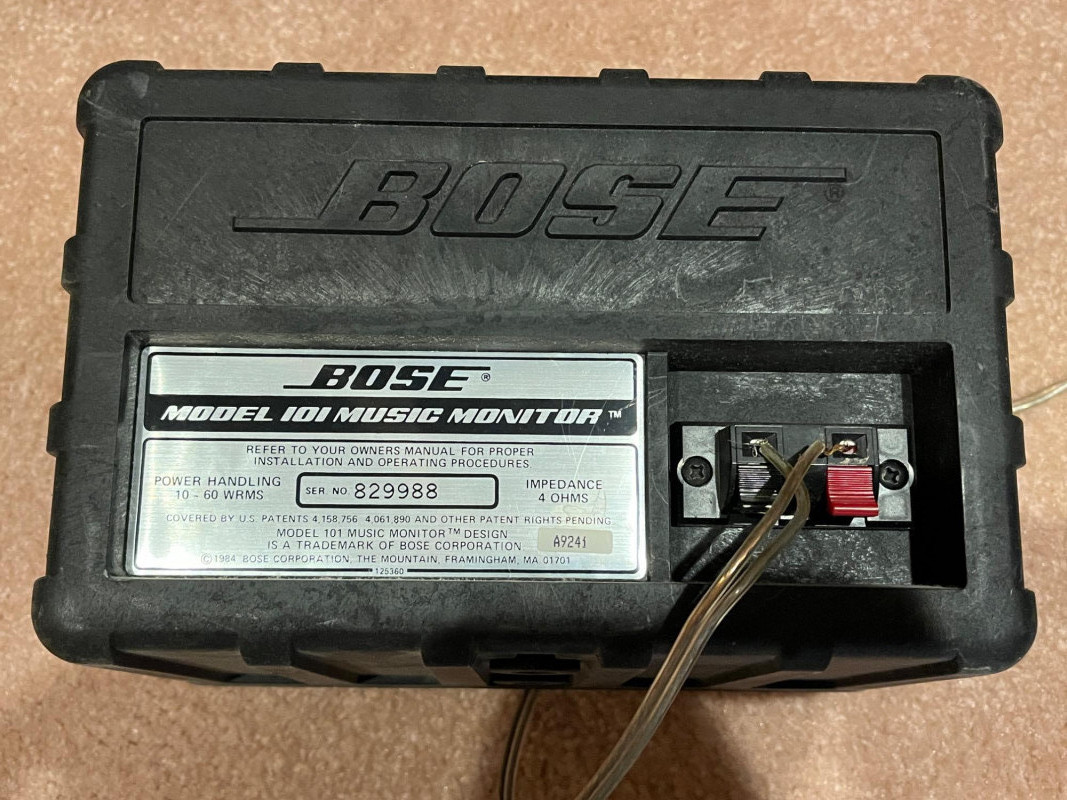 BOSE®
BOSE®
MODEL 101 MUSIC MONITOR™
REFER TO YOUR OWNERS MANUAL FOR PROPER
INSTALLATION AND OPERATING PROCEDURES
POWER HANDLING
10 - 60 WRMS
SER. NO. 829988
IMPEDANCE
4 OHMS
COVERED BY U.S. PATENTS 4,158,756 4,061,890 AND OTHER PATENT RIGHTS PENDING
MODEL 101 MUSIC MONITOR™ DESIGN
IS A TRADEMARK OF BOSE CORPORATION
A9241
©1984 BOSE CORPORATION, THE MOUNTAIN, FRAMINGHAM, MA 01701
125360